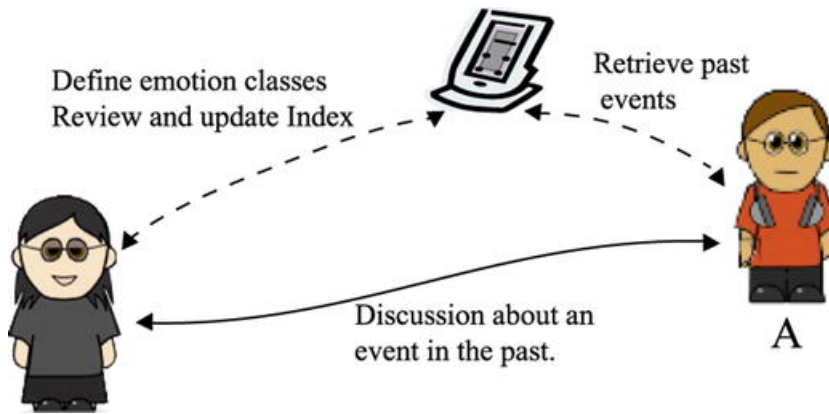 Define emotion classes
Review and update Index
Retrieve past
events
Discussion about an
event in the past.
A